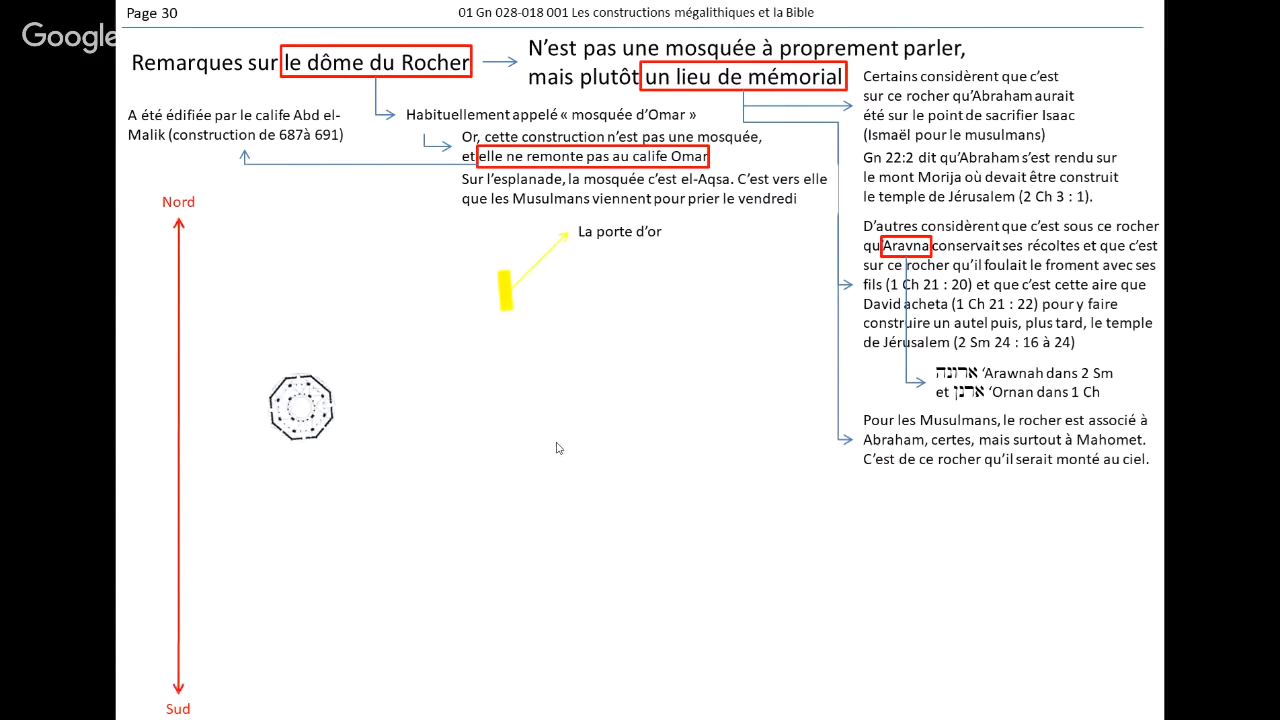 Google
Page 30
01 Gn 028-018 001 Les constructions mégalithiques et la Bible
Remarques sur le dôme du Rocher
N'est pas une mosquée à proprement parler,
mais plutôt un lieu de mémorial
A été édifiée par le calife Abd el-
Malik (construction de 687à 691)
Habituellement appelé « mosquée d'Omar »
Or, cette construction n'est pas une mosquée,
et elle ne remonte pas au calife Omar
Sur l'esplanade, la mosquée c'est el-Aqsa. C'est vers elle
que les Musulmans viennent pour prier le vendredi
Certains considèrent que c'est
sur ce rocher qu'Abraham aurait
été sur le point de sacrifier Isaac
(Ismaël pour le musulmans)
Gn 22:2 dit qu'Abraham s'est rendu sur
le mont Morija où devait être construit
le temple de Jérusalem (2 Ch 3 : 1).
D'autres considèrent que c'est sous ce rocher
qu'Aravna conservait ses récoltes et que c'est
sur ce rocher qu'il foulait le froment avec ses
fils (1 Ch 21 : 20) et que c'est cette aire que
David acheta (1 Ch 21 : 22) pour y faire
construire un autel puis, plus tard, le temple
de Jérusalem (2 Sm 24 : 16 à 24)
ארונה 'Arawnah dans 2 Sm
et ארנן 'Ornan dans 1 Ch
Pour les Musulmans, le rocher est associé à
Abraham, certes, mais surtout à Mahomet.
C'est de ce rocher qu'il serait monté au ciel.
Nord
La porte d'or
Sud